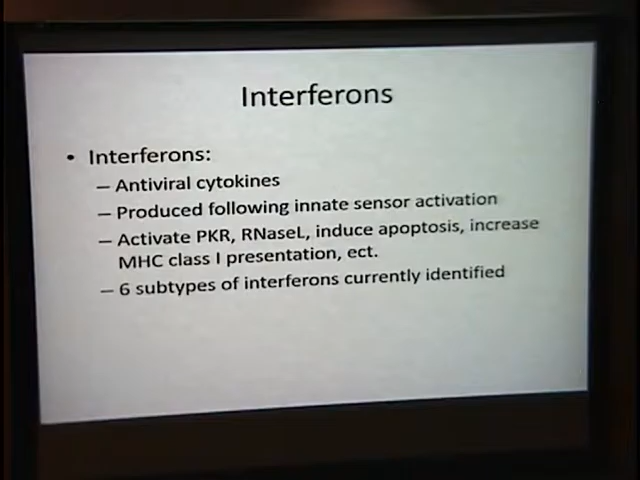 Interferons
• Interferons:
– Antiviral cytokines
– Produced following innate sensor activation
– Activate PKR, RNaseL, induce apoptosis, increase
MHC class I presentation, ect.
– 6 subtypes of interferons currently identified